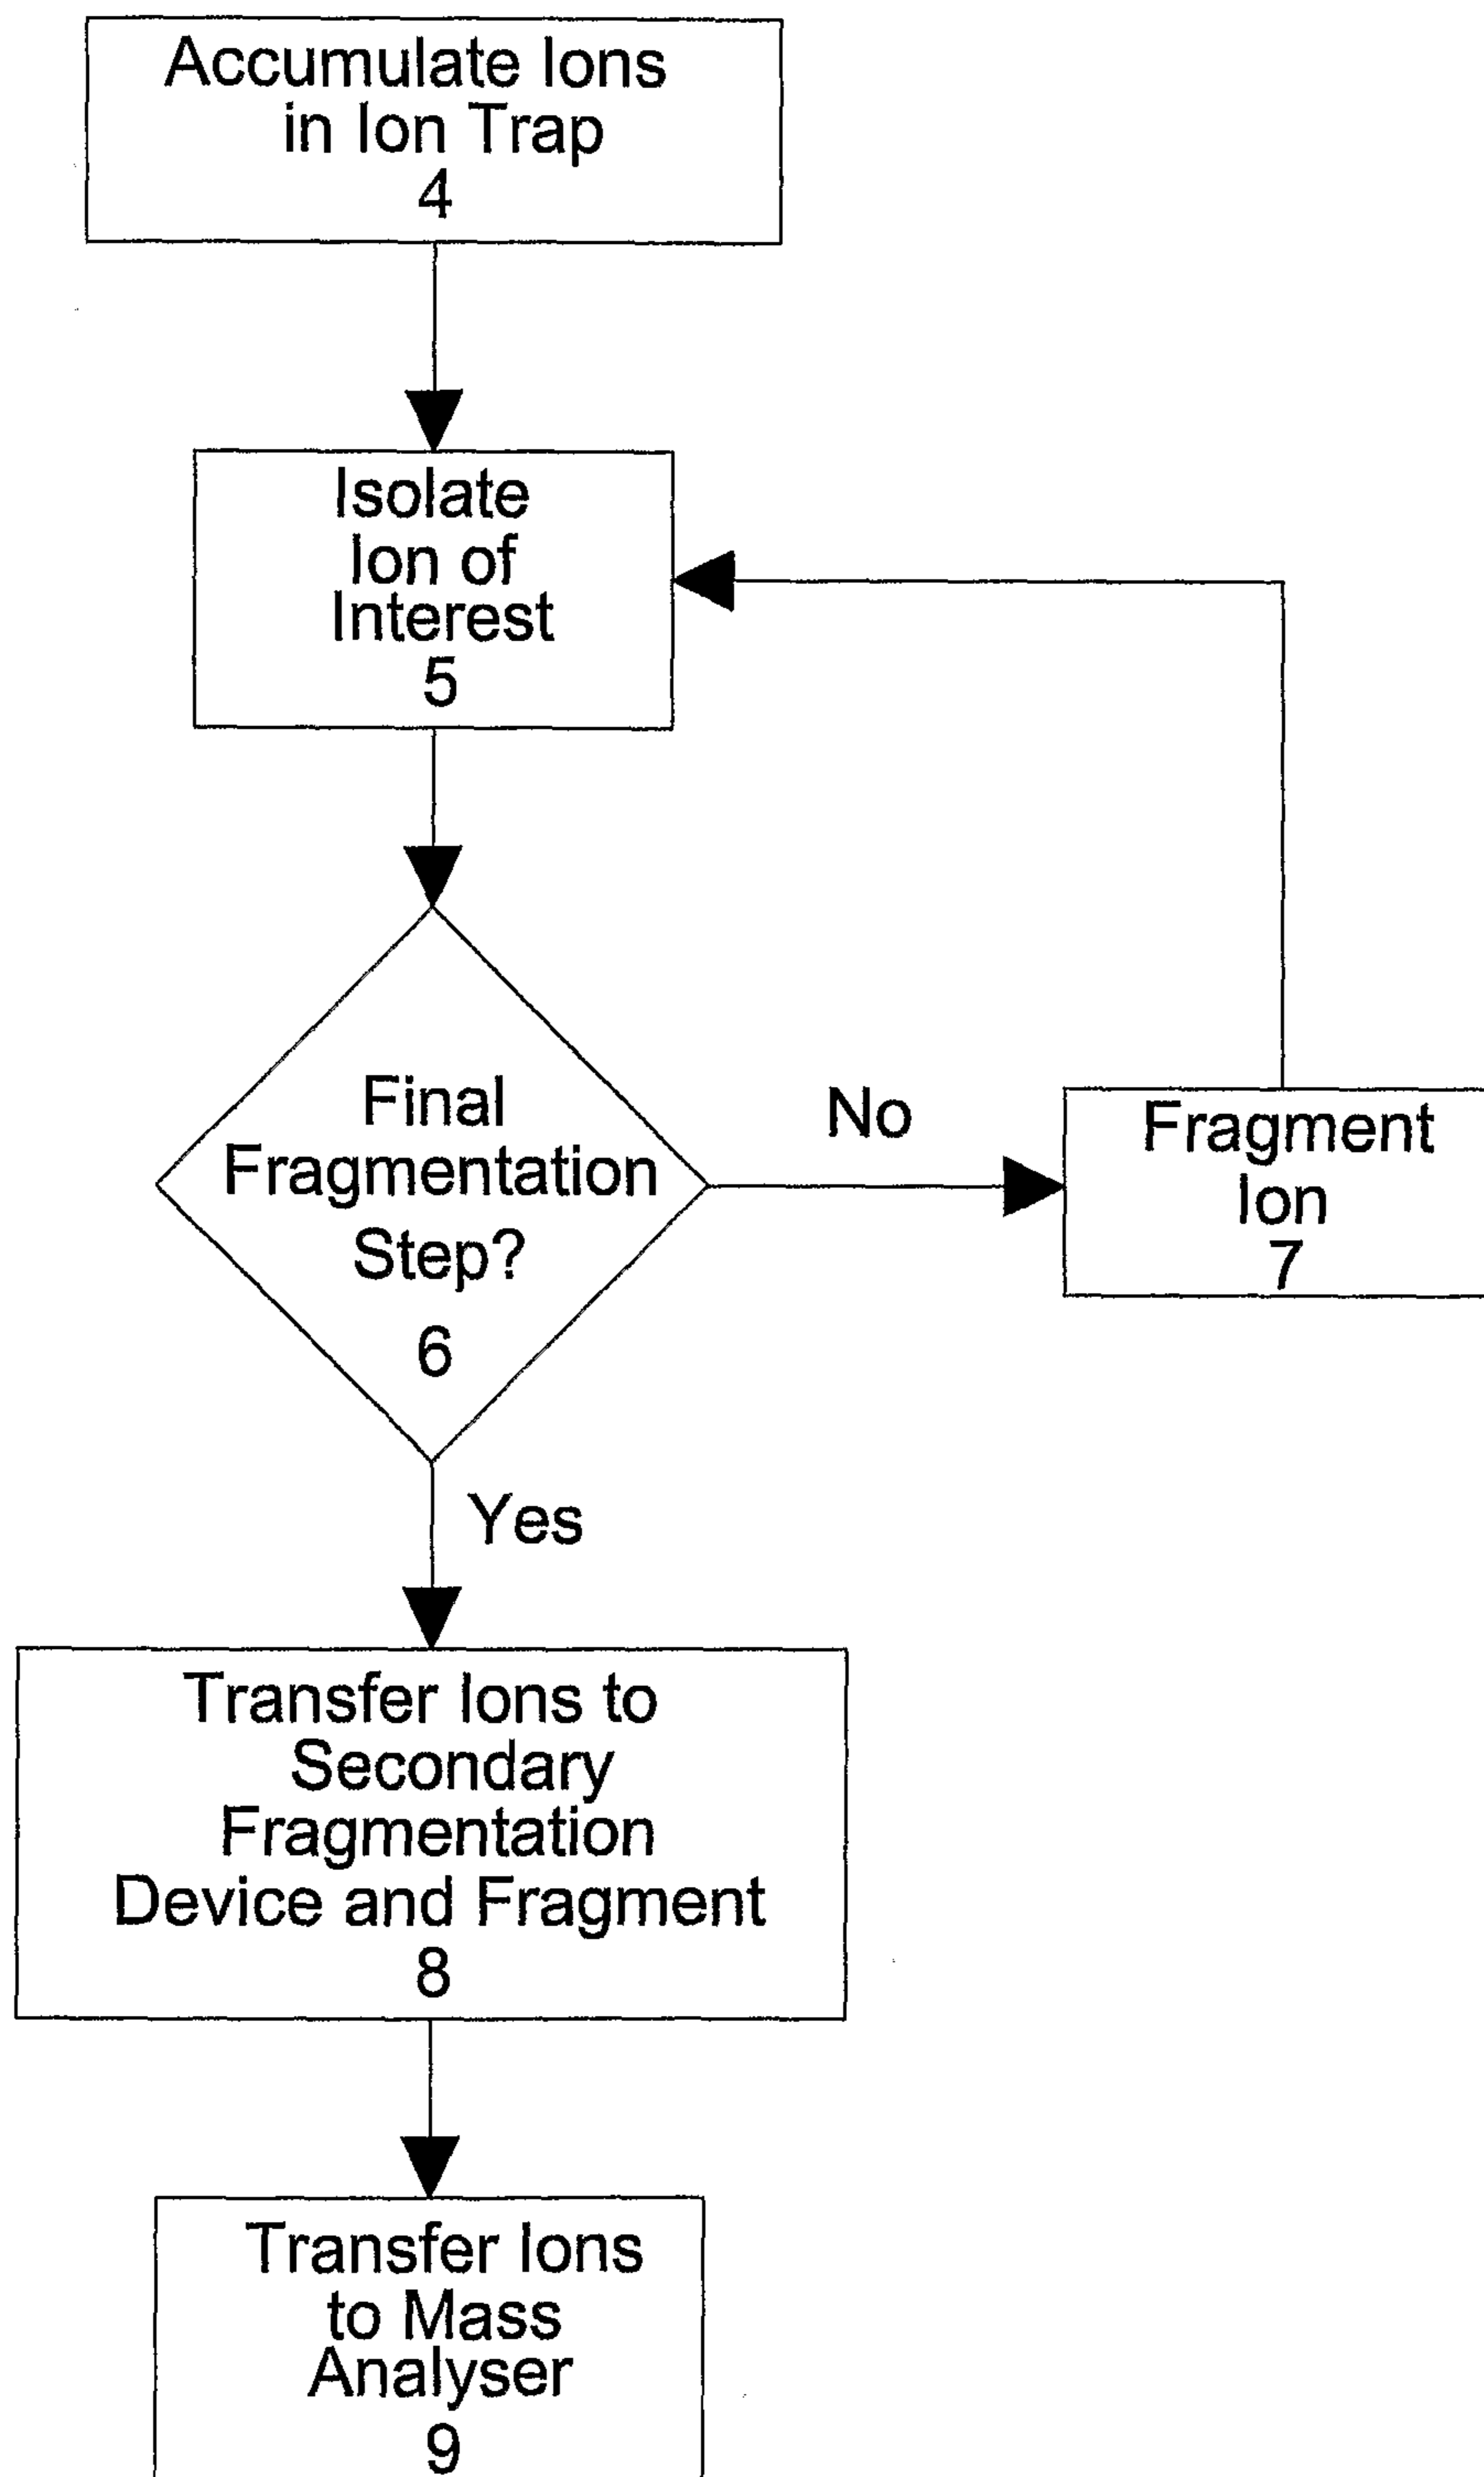 Accumulate Ions
in Ion Trap
4
Isolate
Ion of
Interest
5
Final
Fragmentation
Step?
6
No
Fragment
Ion
7
Yes
Transfer Ions to
Secondary
Fragmentation
Device and Fragment
8
Transfer Ions
to Mass
Analyser
9